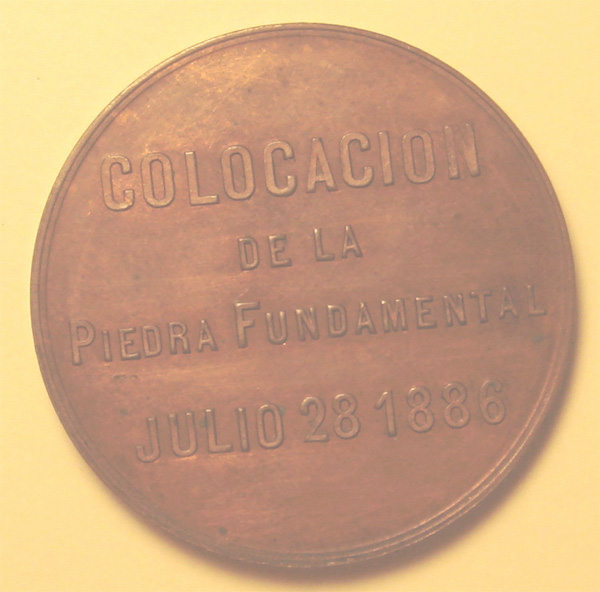 COLOCACION
DE LA
PIEDRA FUNDAMENTAL
JULIO 28 1886